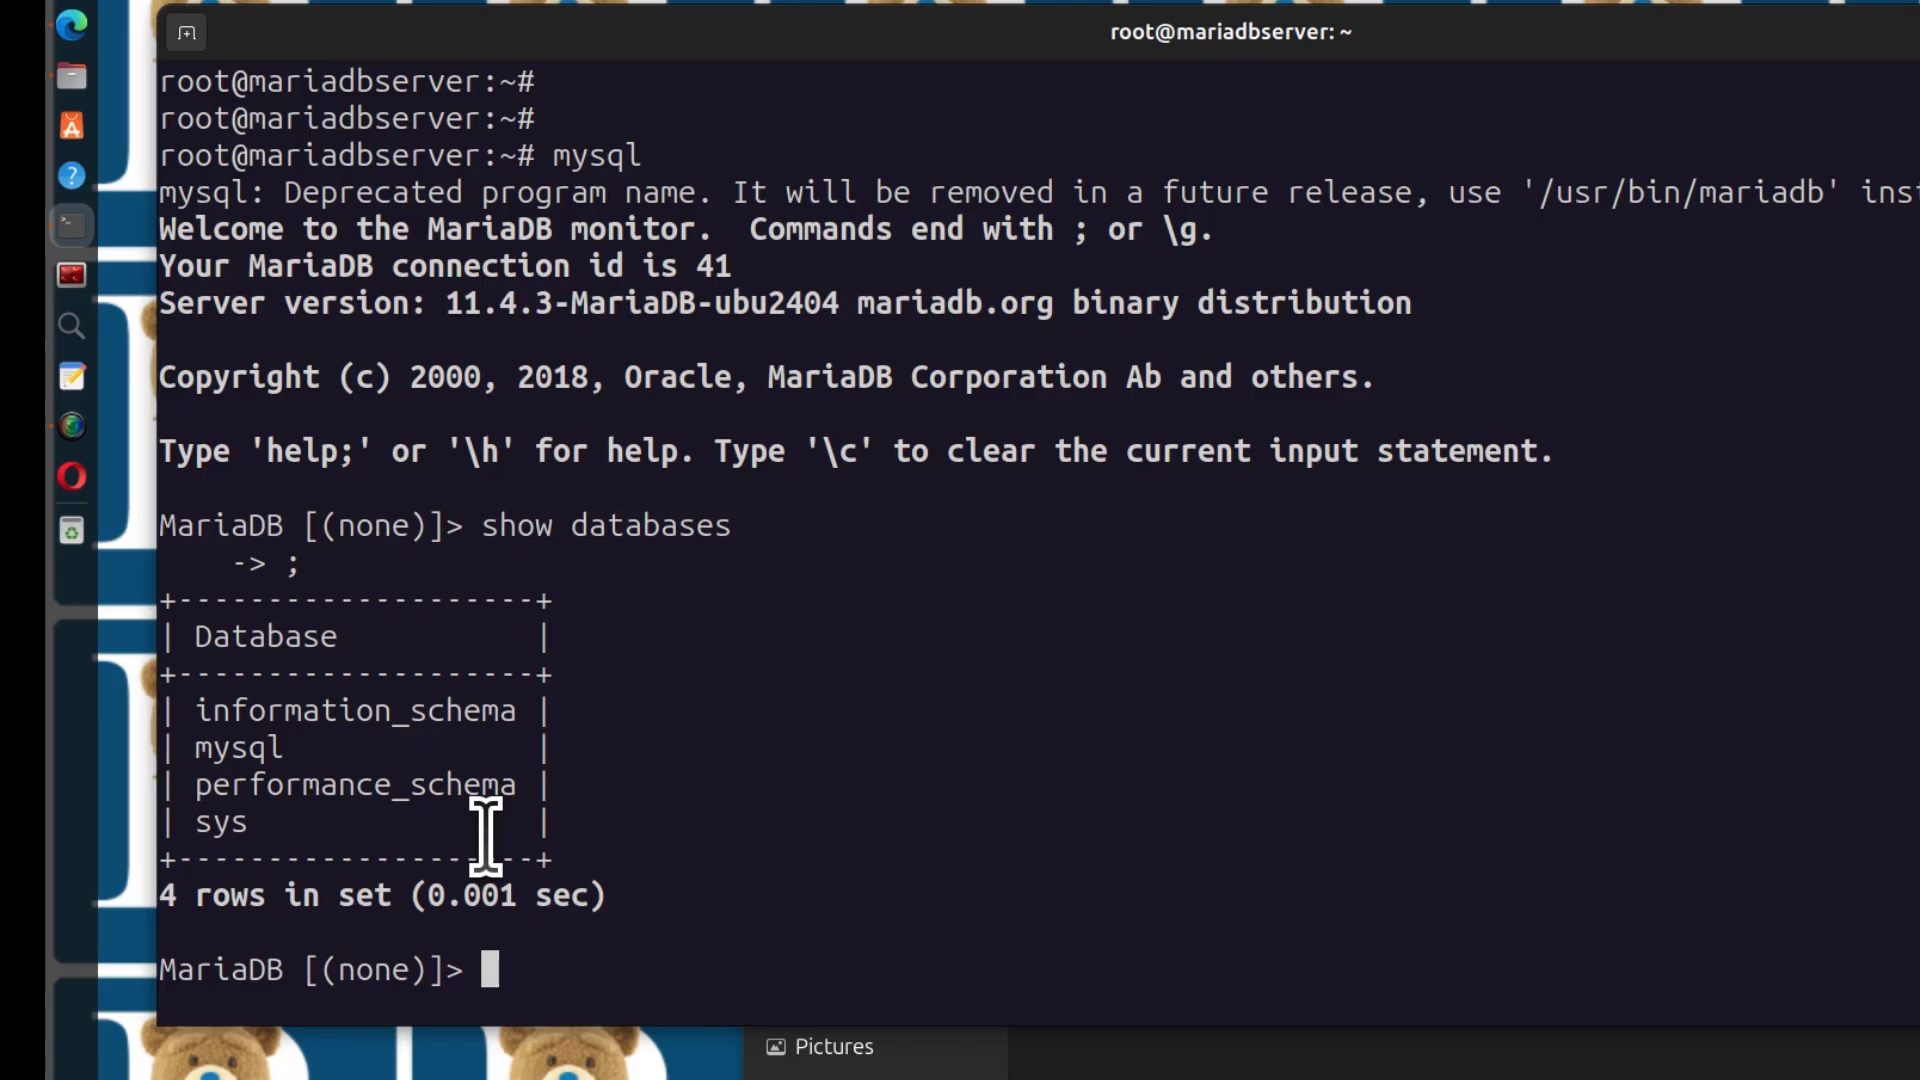 root@mariadbserver: ~
root@mariadbserver:~#
root@mariadbserver:~#
root@mariadbserver:~# mysql
mysql: Deprecated program name. It will be removed in a future release, use '/usr/bin/mariadb'
Welcome to the MariaDB monitor.  Commands end with ; or \g.
Your MariaDB connection id is 41
Server version: 11.4.3-MariaDB-ubu2404 mariadb.org binary distribution
Copyright (c) 2000, 2018, Oracle, MariaDB Corporation Ab and others.
Type 'help;' or '\h' for help. Type '\c' to clear the current input statement.
MariaDB [(none)]> show databases
    -> ;
+--------------------+
| Database           |
+--------------------+
| information_schema |
| mysql              |
| performance_schema |
| sys                |
+--------------------+
4 rows in set (0.001 sec)
MariaDB [(none)]>
Pictures